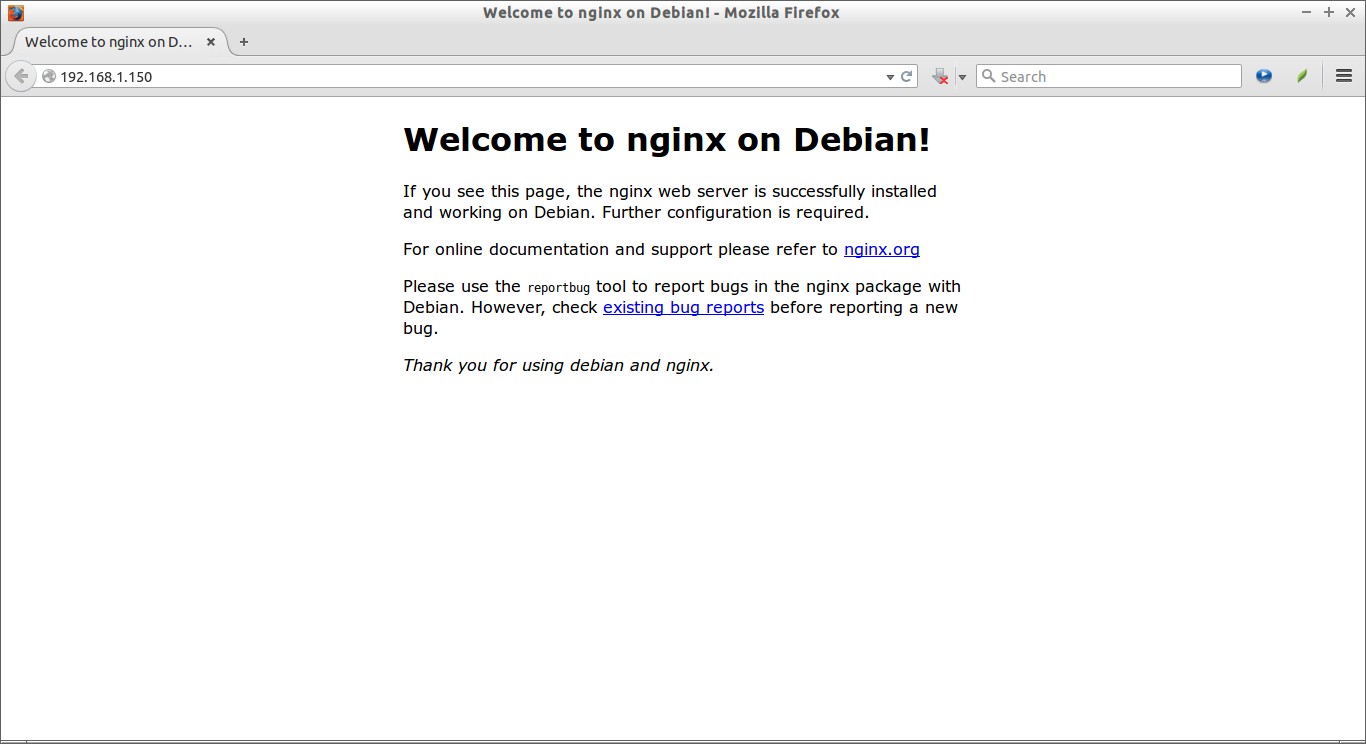 Welcome to nginx on Debian! - Mozilla Firefox
Welcome to nginx on D...
192.168.1.150
Search
Welcome to nginx on Debian!
If you see this page, the nginx web server is successfully installed
and working on Debian. Further configuration is required.
For online documentation and support please refer to nginx.org
Please use the reportbug tool to report bugs in the nginx package with
Debian. However, check existing bug reports before reporting a new
bug.
Thank you for using debian and nginx.